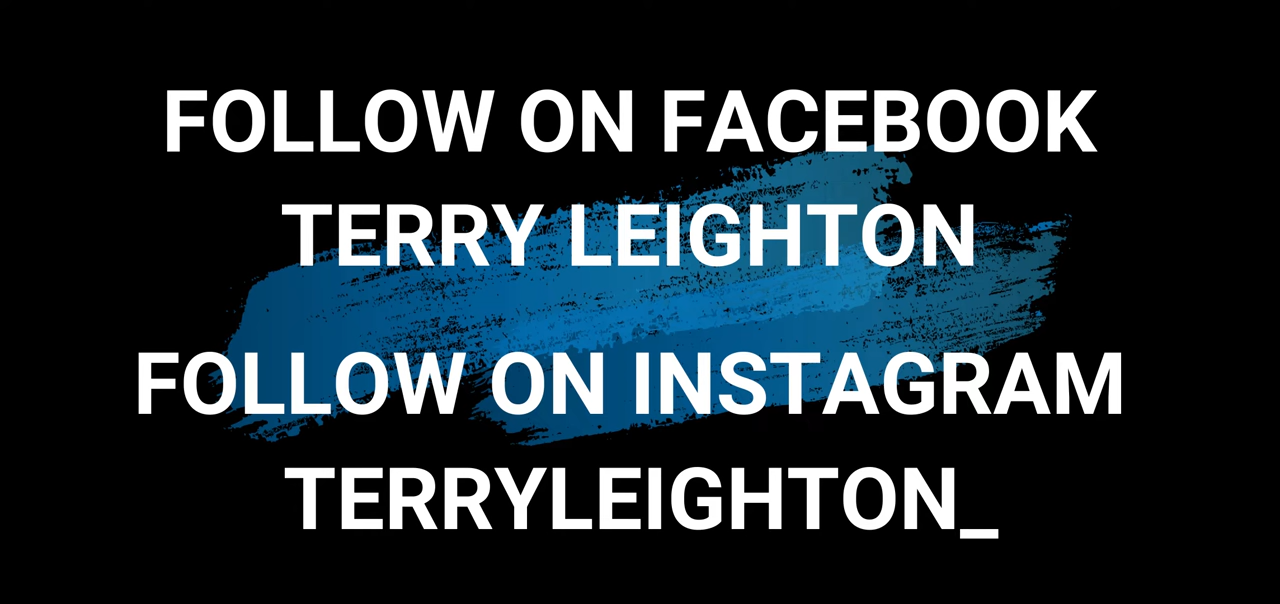 FOLLOW ON FACEBOOK
TERRY LEIGHTON
FOLLOW ON INSTAGRAM
TERRYLEIGHTON_